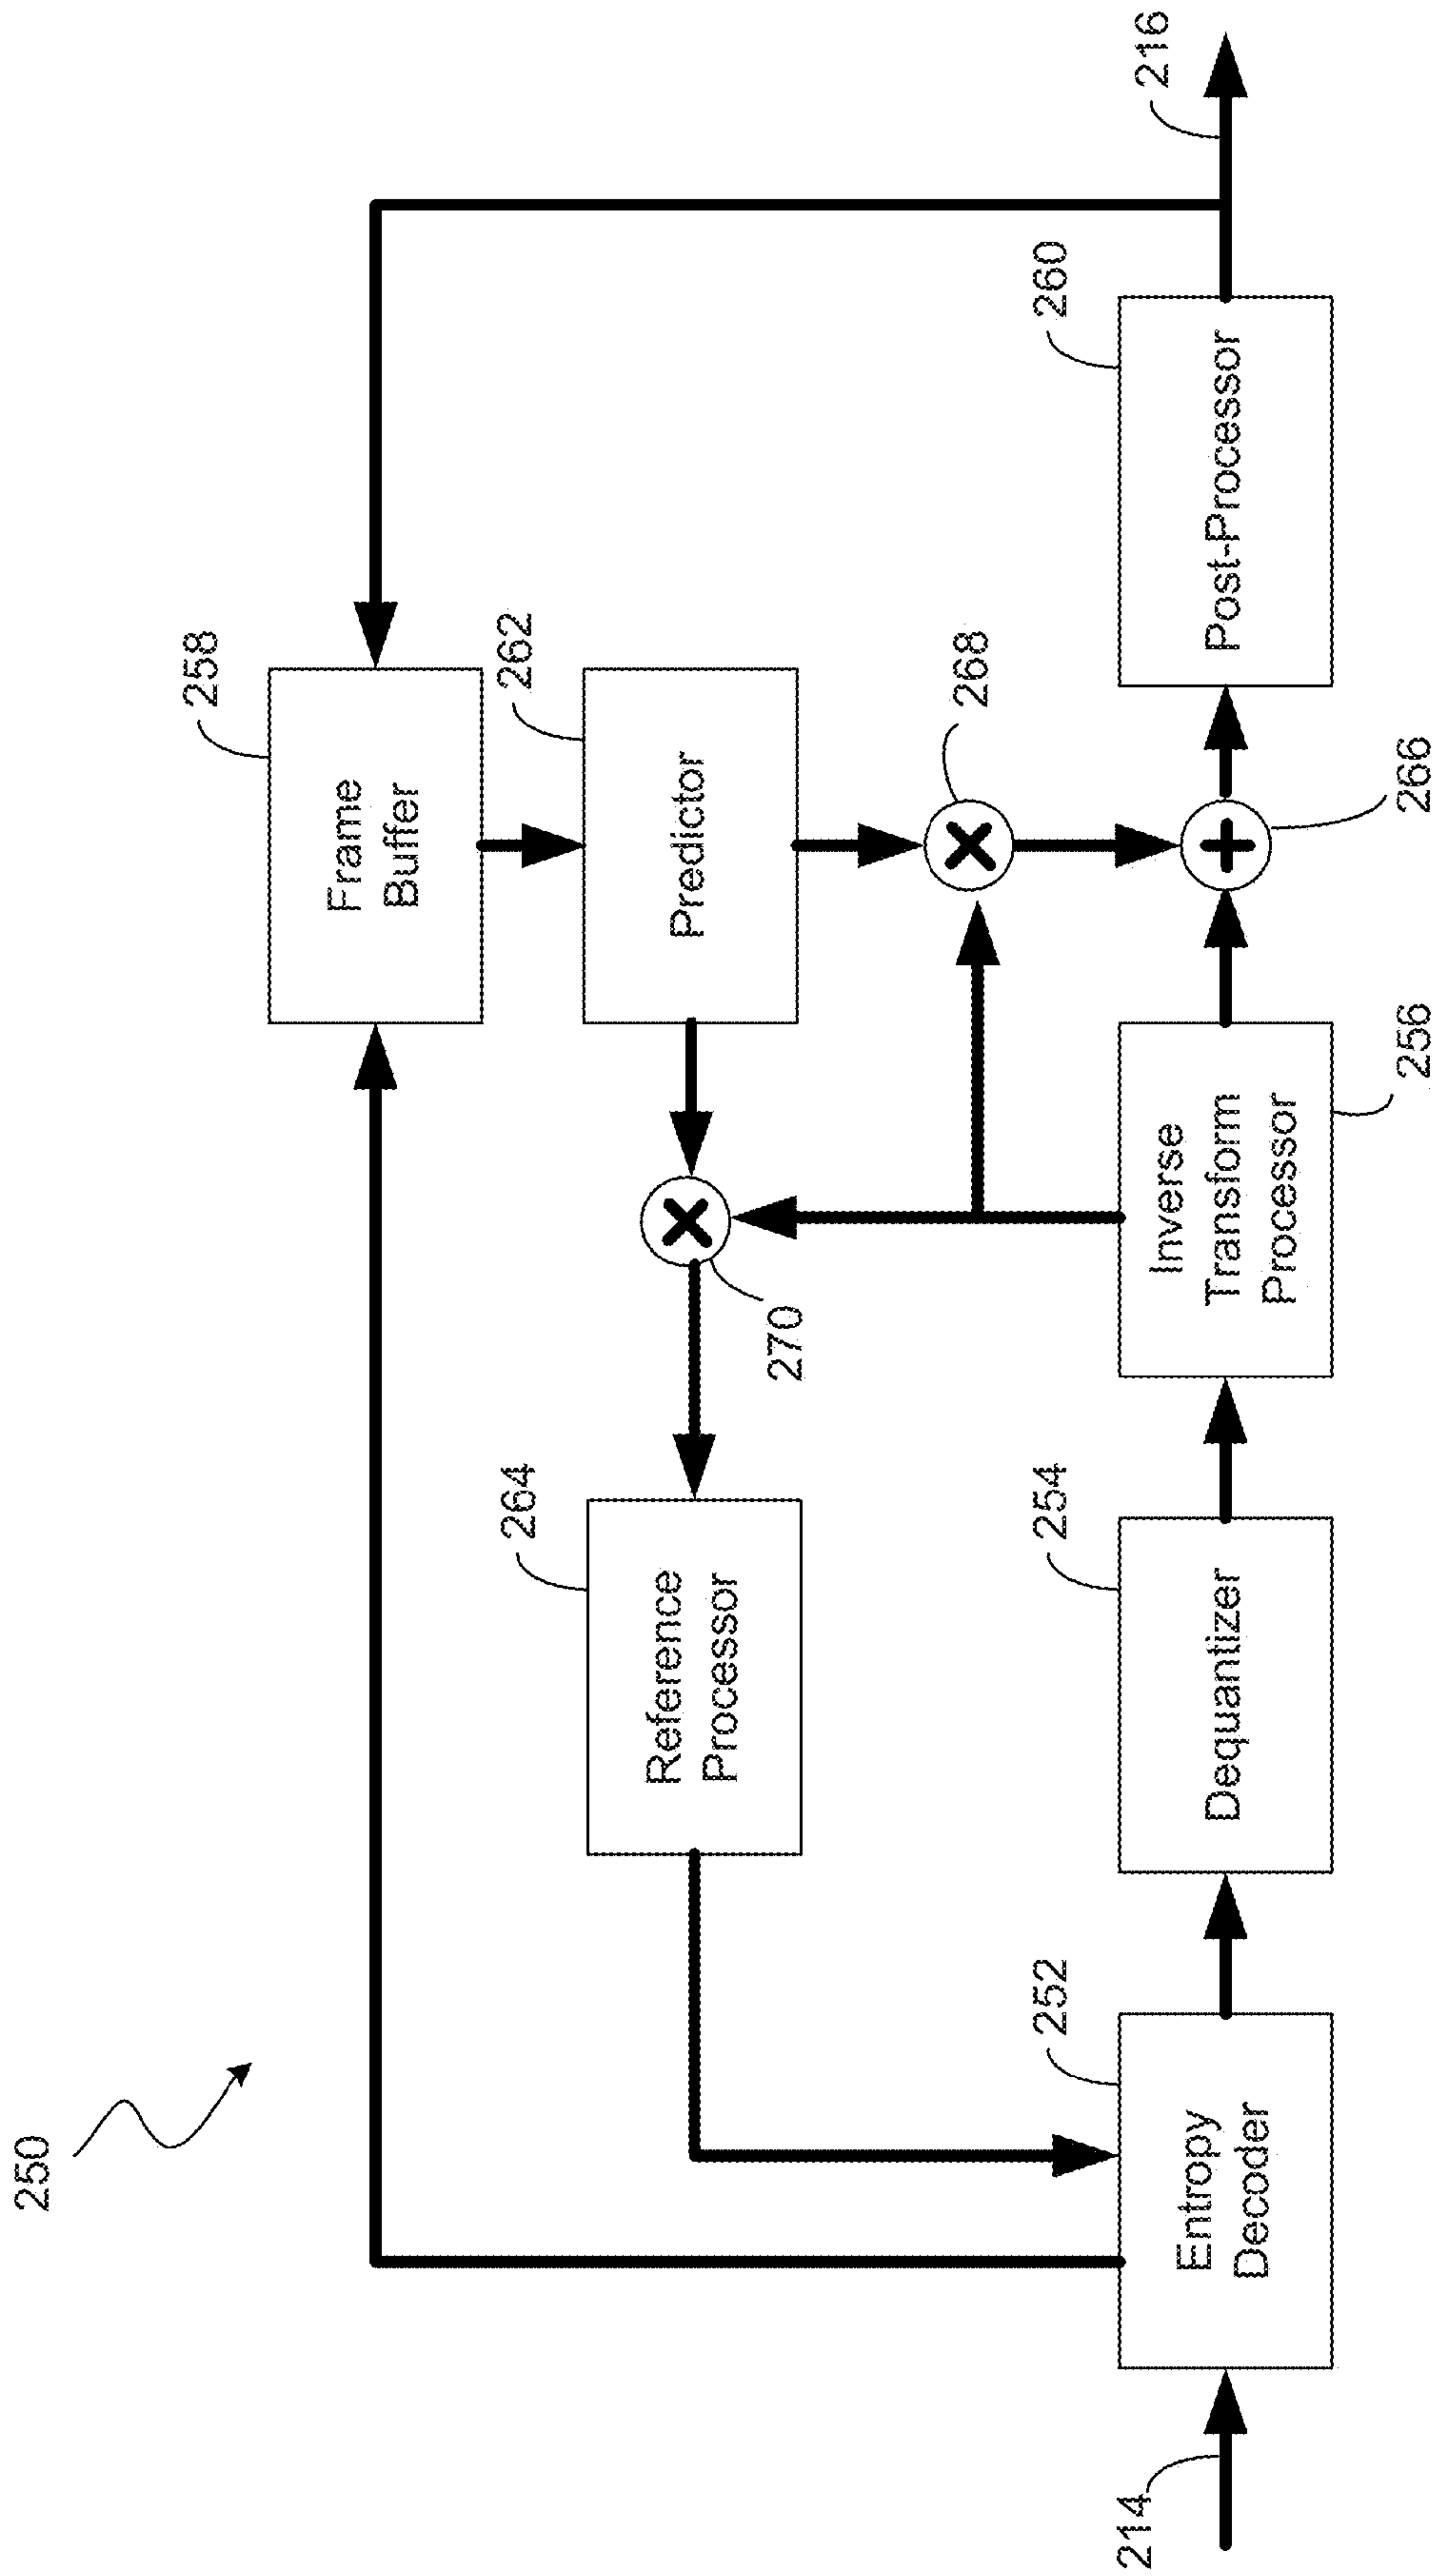 250
258
Frame
Buffer
262
Predictor
264
Reference
Processor
270
268
216
214
252
Entropy
Decoder
254
Dequantizer
Inverse
Transform
Processor
256
266
260
Post-Processor